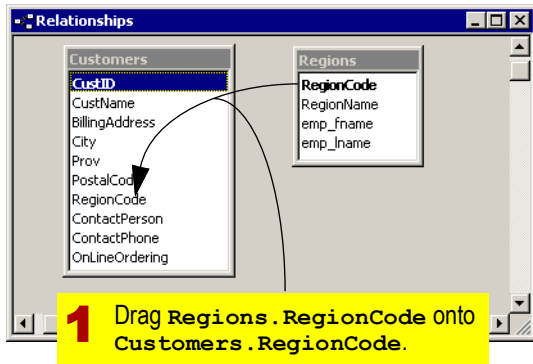 Relationships
Customers
CustID
CustName
BillingAddress
City
Prov
PostalCode
RegionCode
ContactPerson
ContactPhone
OnLineOrdering
Regions
RegionCode
RegionName
emp_fname
emp_lname
1 Drag Regions.RegionCode onto
Customers.RegionCode.